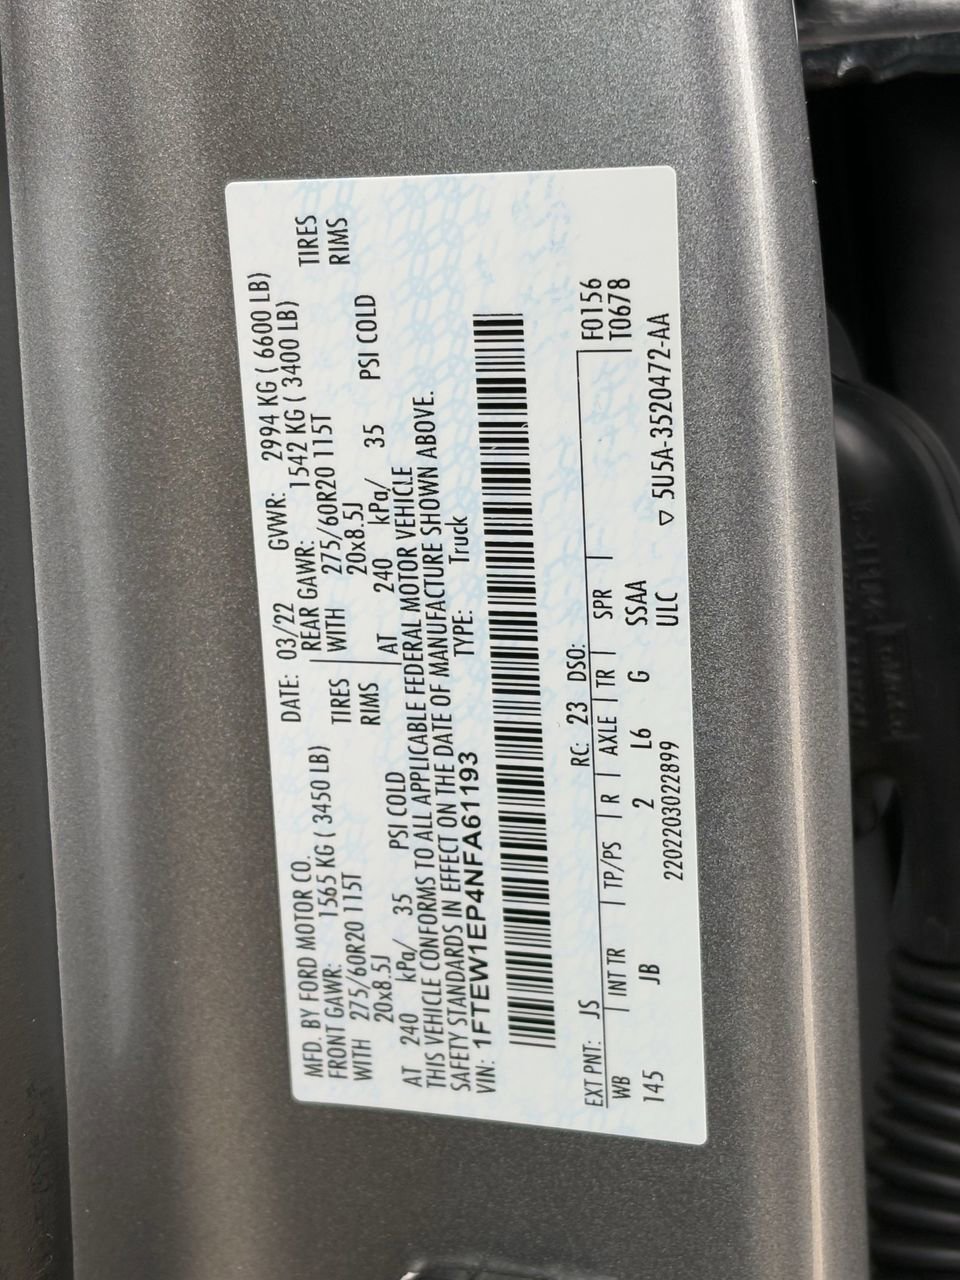 MFD. BY FORD MOTOR CO.
DATE: 03/22 GVWR: 2994 KG ( 6600 LB)
FRONT GAWR: 1565 KG ( 3450 LB) REAR GAWR: 1542 KG ( 3400 LB)
WITH 275/60R20 115T TIRES WITH 275/60R20 115T TIRES
20x8.5J RIMS 20x8.5J RIMS
AT 240 kPa/ 35 PSI COLD AT 240 kPa/ 35 PSI COLD
THIS VEHICLE CONFORMS TO ALL APPLICABLE FEDERAL MOTOR VEHICLE
SAFETY STANDARDS IN EFFECT ON THE DATE OF MANUFACTURE SHOWN ABOVE.
VIN: 1FTEW1EP4NFA61193 TYPE: Truck
EXT PNT: JS RC: 23 DSO: F0156
WB INT TR TP/PS R AXLE TR SPR T0678
145 JB 2 L6 G SSAA
2202203022899 ULC ▽ 5U5A-3520472-AA